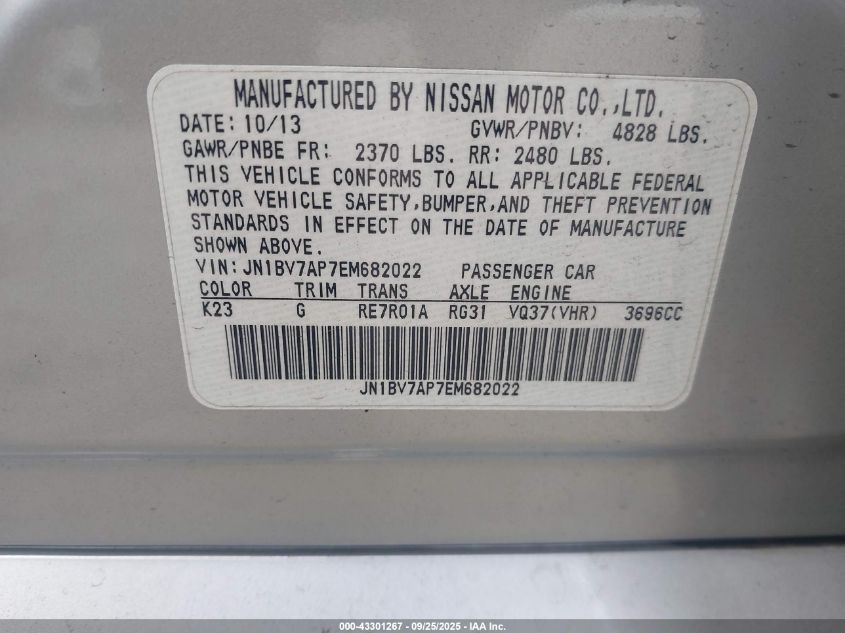 MANUFACTURED BY NISSAN MOTOR CO.,LTD.
DATE: 10/13 GVWR/PNBV: 4828 LBS.
GAWR/PNBE FR: 2370 LBS. RR: 2480 LBS.
THIS VEHICLE CONFORMS TO ALL APPLICABLE FEDERAL
MOTOR VEHICLE SAFETY,BUMPER,AND THEFT PREVENTION
STANDARDS IN EFFECT ON THE DATE OF MANUFACTURE
SHOWN ABOVE.
VIN: JN1BV7AP7EM682022 PASSENGER CAR
COLOR TRIM TRANS AXLE ENGINE
K23 G RE7R01A RG31 VQ37(VHR) 3696CC
JN1BV7AP7EM682022
000-43301267 - 09/25/2025 - IAA Inc.